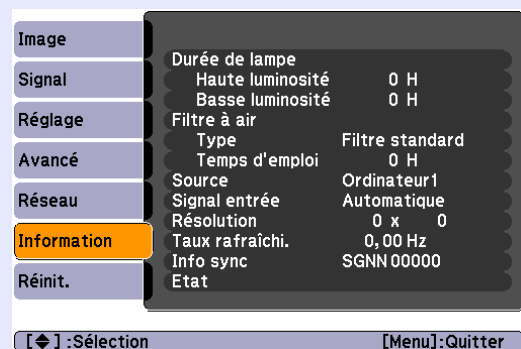 Image
Signal
Réglage
Avancé
Réseau
Information
Réinit.
Durée de lampe
Haute luminosité 0 H
Basse luminosité 0 H
Filtre à air
Type Filtre standard
Temps d'emploi 0 H
Source Ordinateur1
Signal entrée Automatique
Résolution 0 x 0
Taux rafraîchi. 0,00 Hz
Info sync SGNN 00000
Etat
[◆] :Sélection [Menu]:Quitter